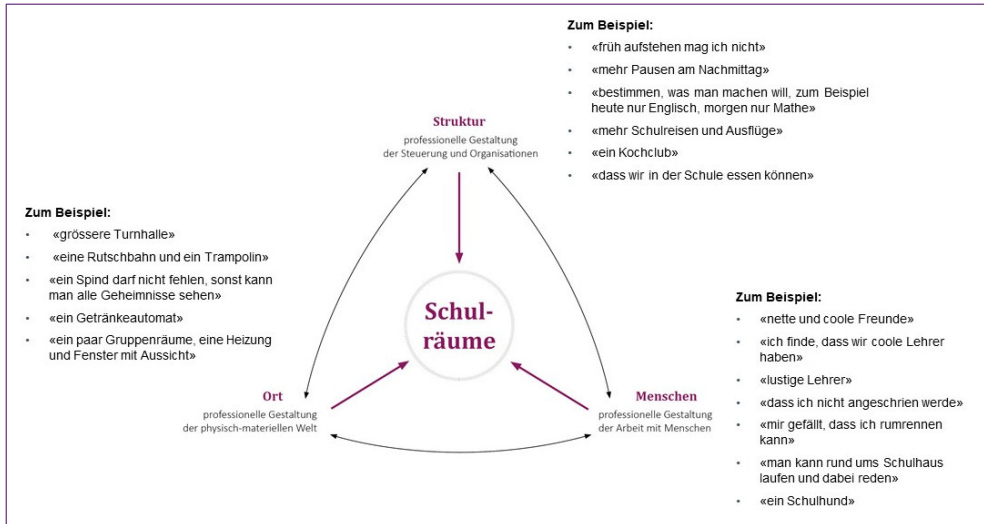 Zum Beispiel:
• «früh aufstehen mag ich nicht»
• «mehr Pausen am Nachmittag»
• «bestimmen, was man machen will, zum Beispiel
heute nur Englisch, morgen nur Mathe»
• «mehr Schulreisen und Ausflüge»
• «ein Kochclub»
• «dass wir in der Schule essen können»
Struktur
professionelle Gestaltung
der Steuerung und Organisationen
Zum Beispiel:
• «grössere Turnhalle»
• «eine Rutschbahn und ein Trampolin»
• «ein Spind darf nicht fehlen, sonst kann
man alle Geheimnisse sehen»
• «ein Getränkeautomat»
• «ein paar Gruppenräume, eine Heizung
und Fenster mit Aussicht»
Schul-
räume
Ort
professionelle Gestaltung
der physisch-materiellen Welt
Menschen
professionelle Gestaltung
der Arbeit mit Menschen
Zum Beispiel:
• «nette und coole Freunde»
• «ich finde, dass wir coole Lehrer
haben»
• «lustige Lehrer»
• «dass ich nicht angeschrien werde»
• «mir gefällt, dass ich rumrennen
kann»
• «man kann rund ums Schulhaus
laufen und dabei reden»
• «ein Schulhund»